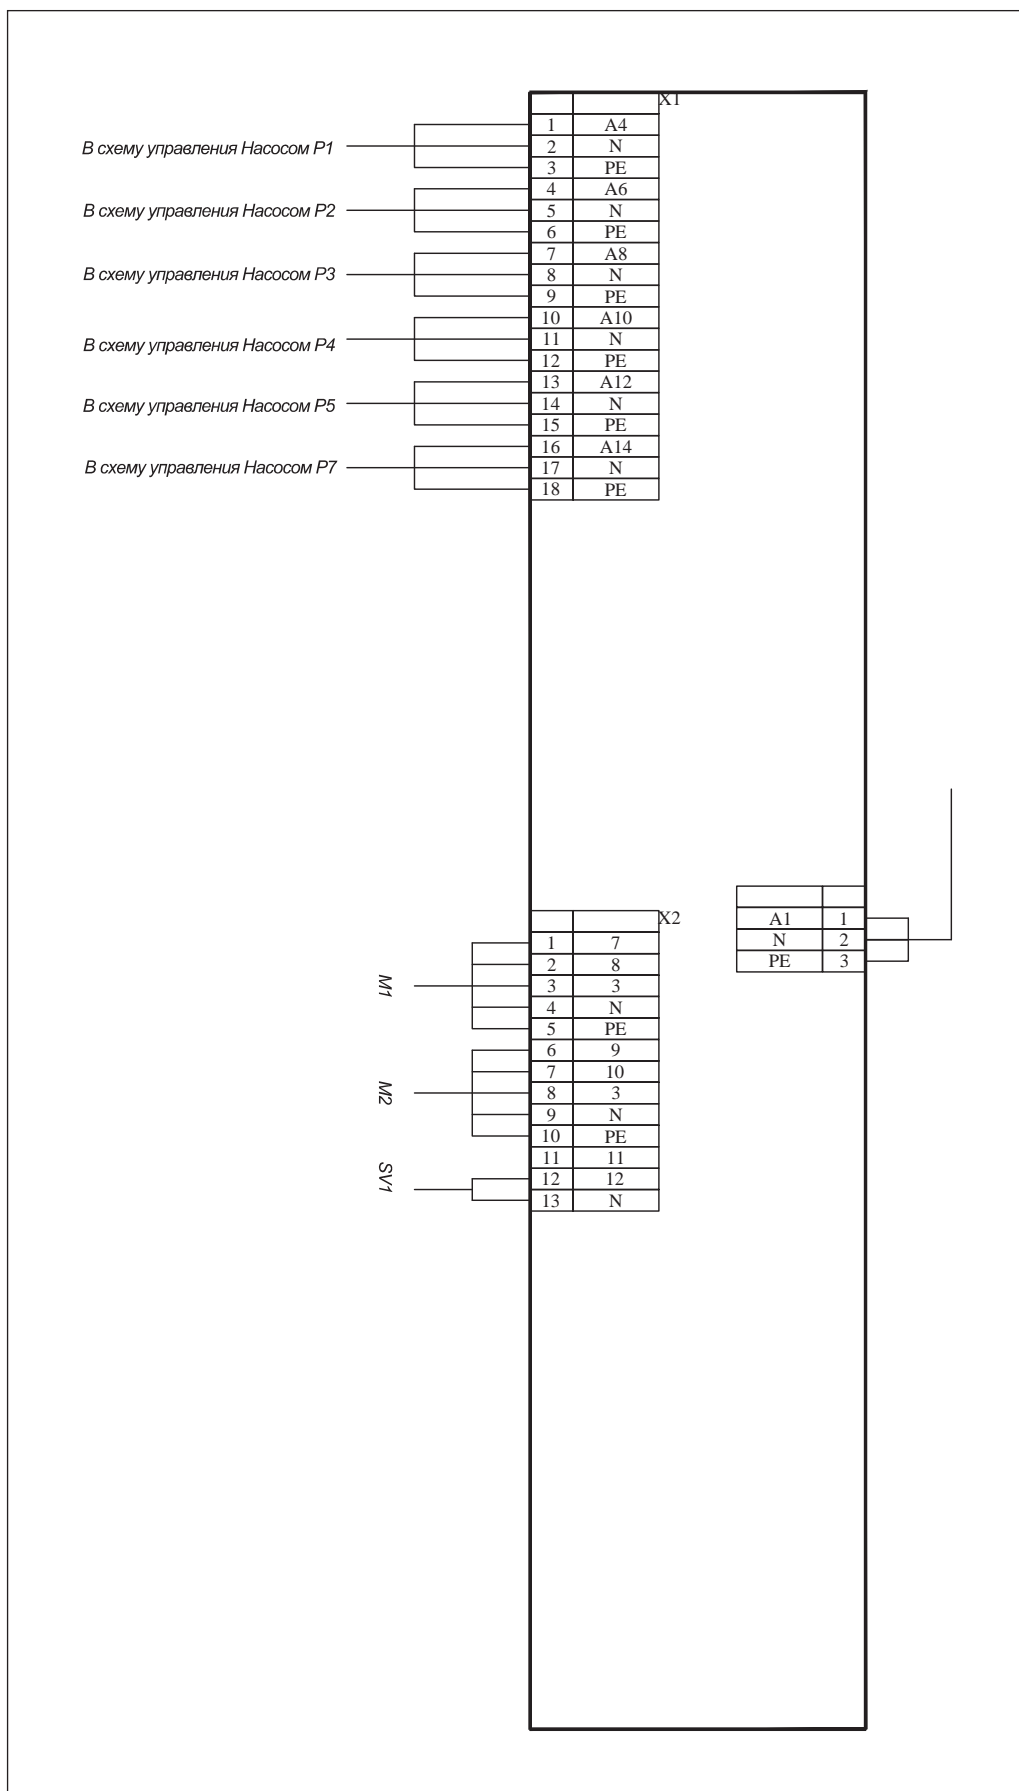 X1
1 A4
В схему управления Насосом P1
2 N
3 PE
4 A6
В схему управления Насосом P2
5 N
6 PE
7 A8
В схему управления Насосом P3
8 N
9 PE
10 A10
В схему управления Насосом P4
11 N
12 PE
13 A12
В схему управления Насосом P5
14 N
15 PE
16 A14
В схему управления Насосом P7
17 N
18 PE
A1 1
N 2
PE 3
X2
1 7
2 8
M1
3 3
4 N
5 PE
6 9
7 10
M2
8 3
9 N
10 PE
11 11
SV1
12 12
13 N